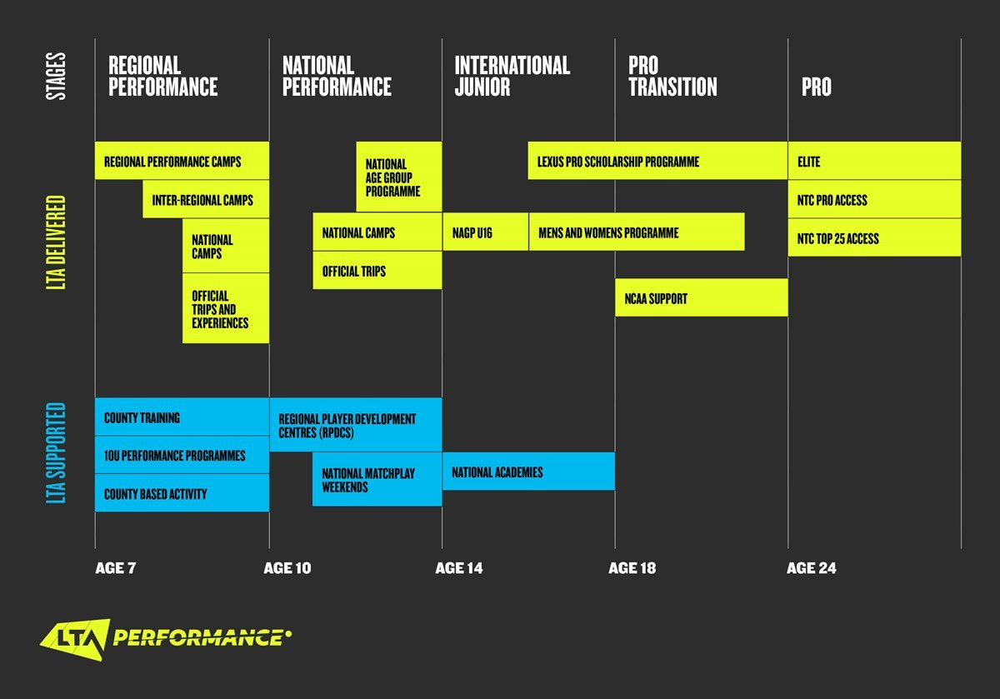 STAGES
REGIONAL
PERFORMANCE
NATIONAL
PERFORMANCE
INTERNATIONAL
JUNIOR
PRO
TRANSITION
PRO
LTA DELIVERED
REGIONAL PERFORMANCE CAMPS
INTER-REGIONAL CAMPS
NATIONAL
CAMPS
OFFICIAL
TRIPS AND
EXPERIENCES
NATIONAL
AGE GROUP
PROGRAMME
NATIONAL CAMPS
OFFICIAL TRIPS
NAGP U16
LEXUS PRO SCHOLARSHIP PROGRAMME
MENS AND WOMENS PROGRAMME
NCAA SUPPORT
ELITE
NTC PRO ACCESS
NTC TOP 25 ACCESS
LTA SUPPORTED
COUNTY TRAINING
10U PERFORMANCE PROGRAMMES
COUNTY BASED ACTIVITY
REGIONAL PLAYER DEVELOPMENT
CENTRES (RPDCS)
NATIONAL MATCHPLAY
WEEKENDS
NATIONAL ACADEMIES
AGE 7
AGE 10
AGE 14
AGE 18
AGE 24
LTA PERFORMANCE